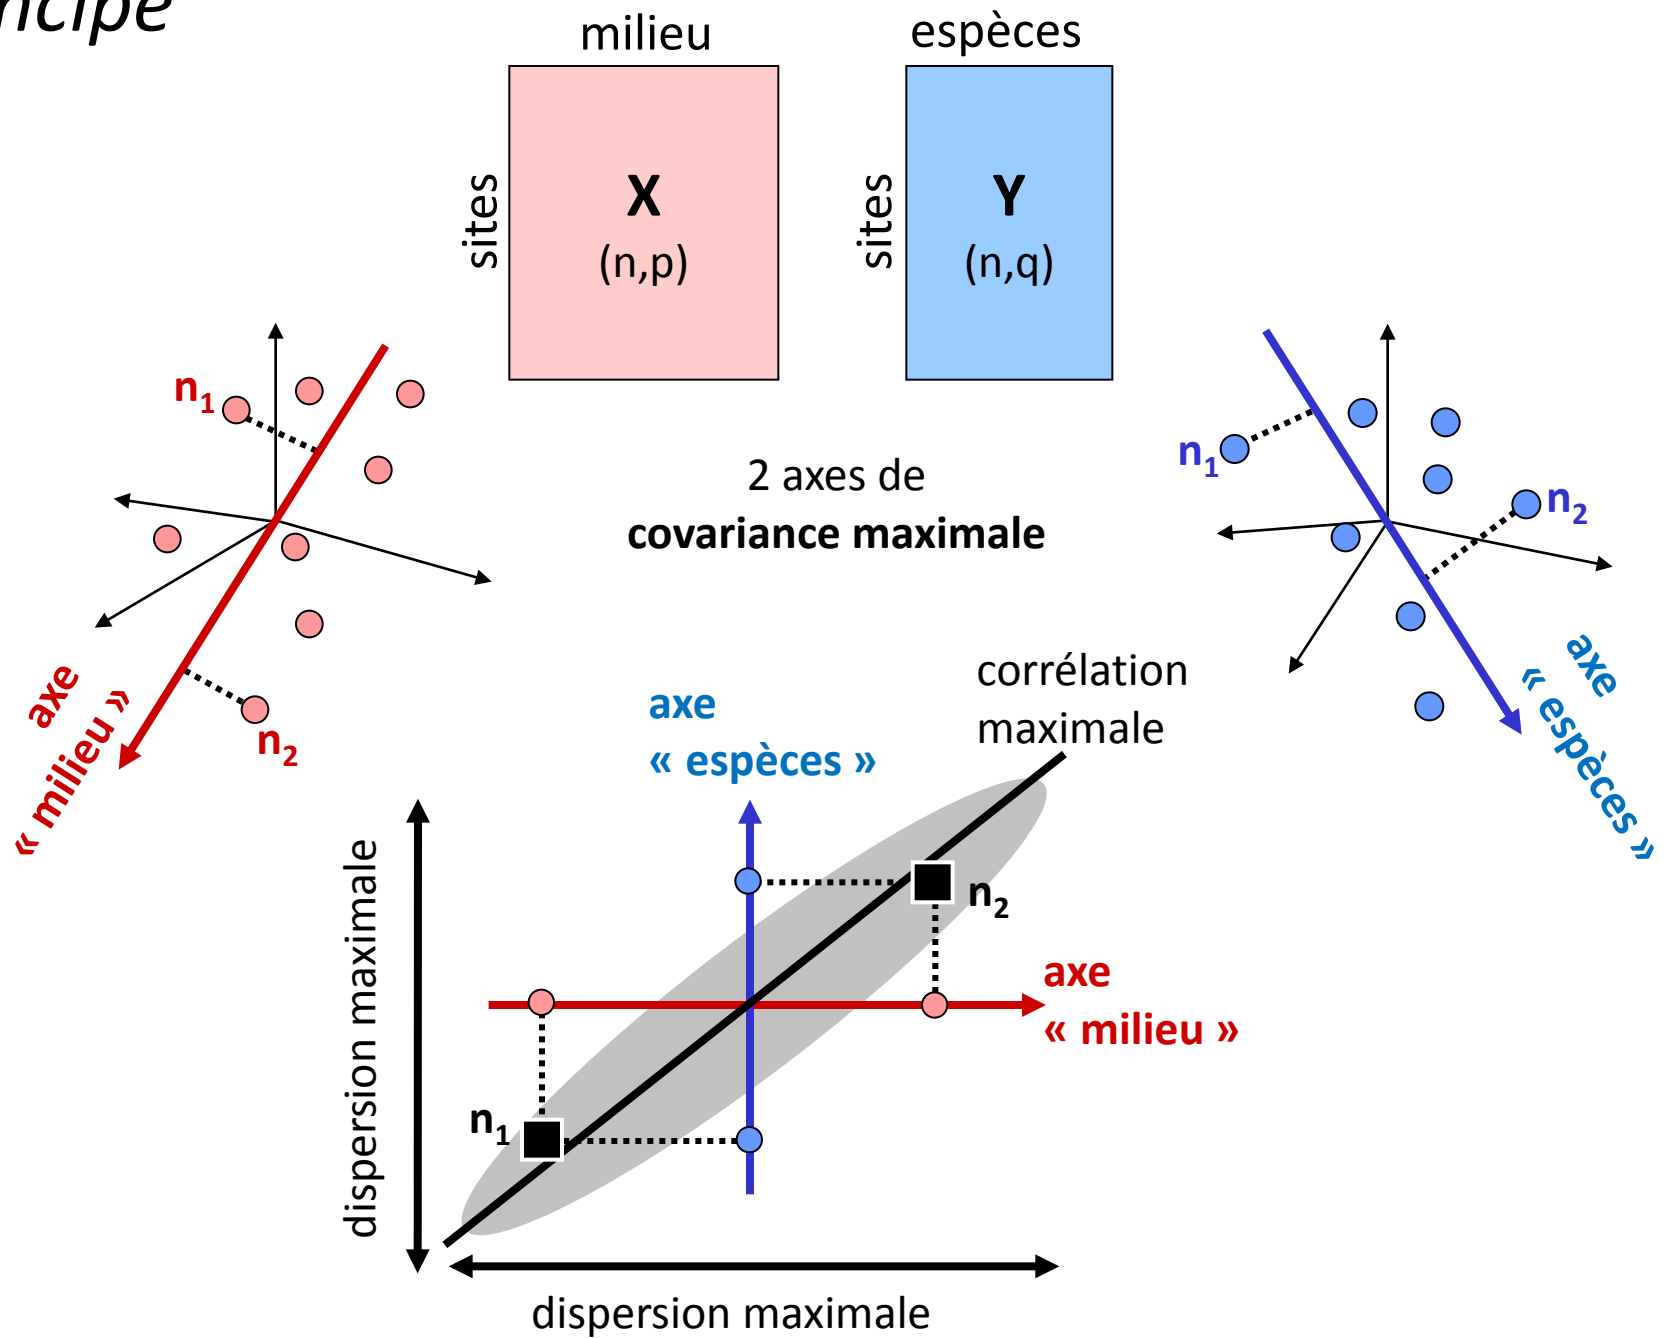 ncipe
milieu
espèces
sites
X
(n,p)
sites
Y
(n,q)
n1
n1
n2
2 axes de
covariance maximale
n2
axe
« milieu »
axe
« espèces »
corrélation
maximale
axe
« espèces »
dispersion maximale
n2
axe
« milieu »
n1
dispersion maximale